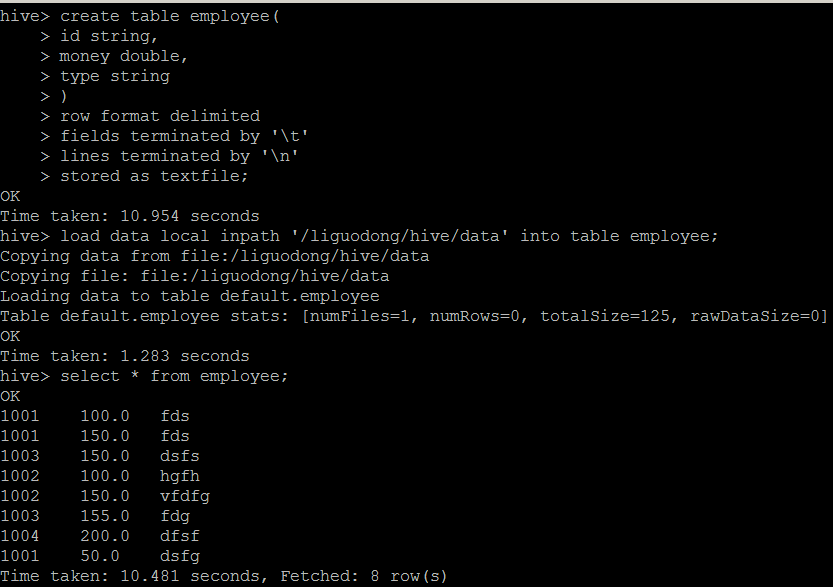 hive> create table employee(
    > id string,
    > money double,
    > type string
    > )
    > row format delimited
    > fields terminated by '\t'
    > lines terminated by '\n'
    > stored as textfile;
OK
Time taken: 10.954 seconds
hive> load data local inpath '/liguodong/hive/data' into table employee;
Copying data from file:/liguodong/hive/data
Copying file: file:/liguodong/hive/data
Loading data to table default.employee
Table default.employee stats: [numFiles=1, numRows=0, totalSize=125, rawDataSize=0]
OK
Time taken: 1.283 seconds
hive> select * from employee;
OK
1001    100.0   fds
1001    150.0   fds
1003    150.0   dsfs
1002    100.0   hgfh
1002    150.0   vfdfg
1003    155.0   fdg
1004    200.0   dfsf
1001    50.0    dsfg
Time taken: 10.481 seconds, Fetched: 8 row(s)